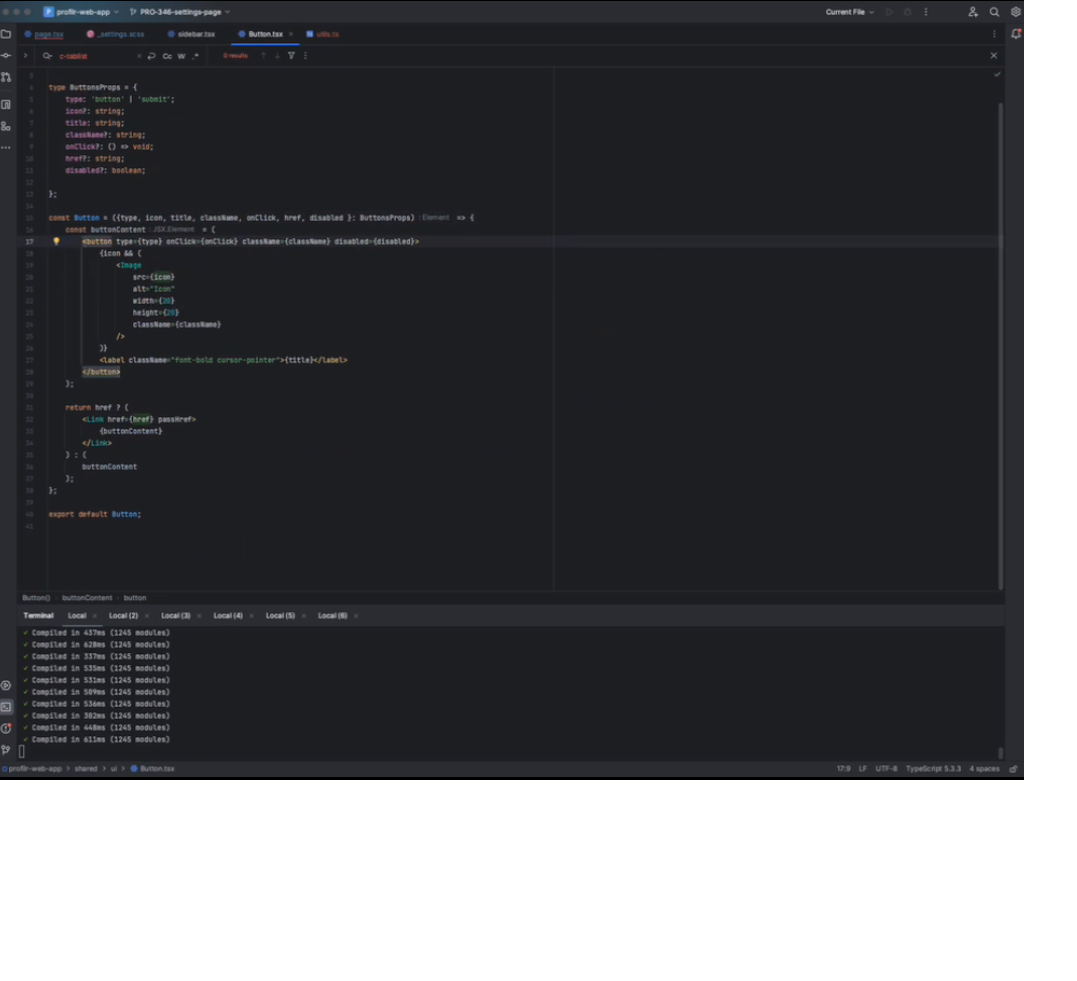 P proflr-web-app PRO-346-settings-page Current File
page.tsx _settings.scss sidebar.tsx Button.tsx TS utils.ts
c-tablist Cc W .* 0 results
3
4 type ButtonsProps = {
5 type: 'button' | 'submit';
6 icon?: string;
7 title: string;
8 className?: string;
9 onClick?: () => void;
10 href?: string;
11 disabled?: boolean;
12
13 };
14
15 const Button = ({type, icon, title, className, onClick, href, disabled }: ButtonsProps) : Element => {
16 const buttonContent : JSX.Element = (
17 <button type={type} onClick={onClick} className={className} disabled={disabled}>
18 {icon && (
19 <Image
20 src={icon}
21 alt="Icon"
22 width={20}
23 height={20}
24 className={className}
25 />
26 )}
27 <label className="font-bold cursor-pointer">{title}</label>
28 </button>
29 );
30
31 return href ? (
32 <Link href={href} passHref>
33 {buttonContent}
34 </Link>
35 ) : (
36 buttonContent
37 );
38 };
39
40 export default Button;
41
Button() buttonContent button
Terminal Local × Local (2) × Local (3) × Local (4) × Local (5) × Local (6) ×
✓ Compiled in 437ms (1245 modules)
✓ Compiled in 628ms (1245 modules)
✓ Compiled in 337ms (1245 modules)
✓ Compiled in 535ms (1245 modules)
✓ Compiled in 531ms (1245 modules)
✓ Compiled in 509ms (1245 modules)
✓ Compiled in 536ms (1245 modules)
✓ Compiled in 382ms (1245 modules)
✓ Compiled in 448ms (1245 modules)
✓ Compiled in 611ms (1245 modules)
proflr-web-app > shared > ui > Button.tsx 17:9 LF UTF-8 TypeScript 5.3.3 4 spaces